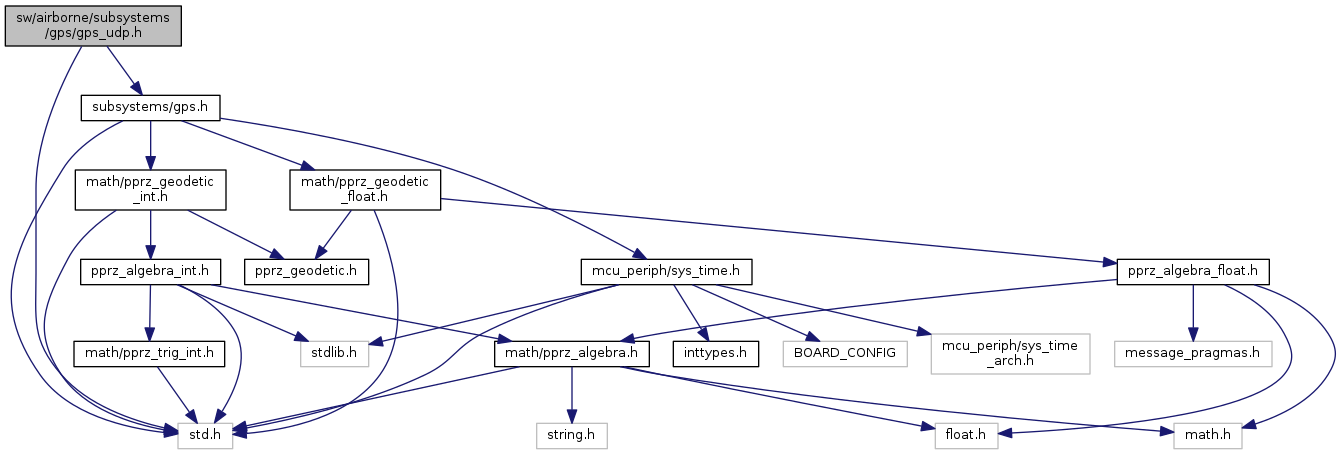 sw/airborne/subsystems
/gps/gps_udp.h
subsystems/gps.h
math/pprz_geodetic
_int.h
math/pprz_geodetic
_float.h
pprz_algebra_int.h
pprz_geodetic.h
mcu_periph/sys_time.h
pprz_algebra_float.h
math/pprz_trig_int.h
stdlib.h
math/pprz_algebra.h
inttypes.h
BOARD_CONFIG
mcu_periph/sys_time
_arch.h
message_pragmas.h
std.h
string.h
float.h
math.h